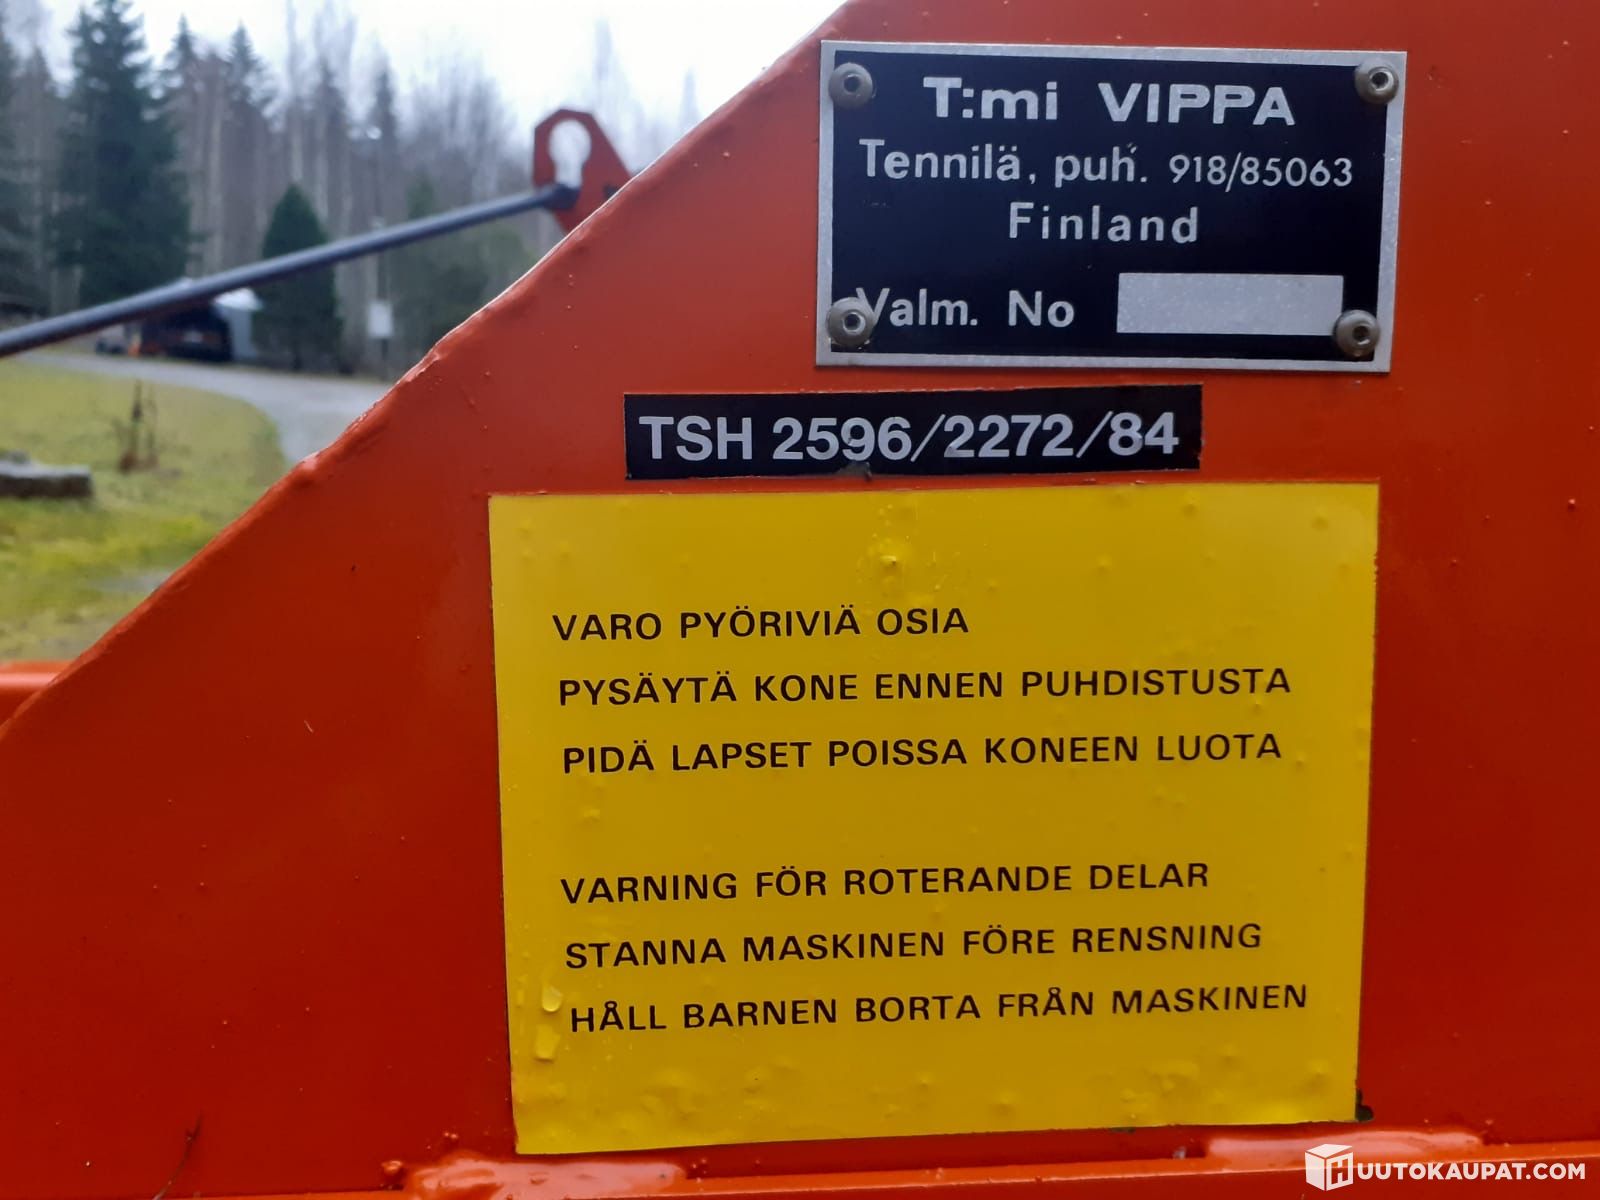 T:mi VIPPA
Tennilä, puh. 918/85063
Finland
Valm. No
TSH 2596/2272/84
VARO PYÖRIVIÄ OSIA
PYSÄYTÄ KONE ENNEN PUHDISTUSTA
PIDÄ LAPSET POISSA KONEEN LUOTA
VARNING FÖR ROTERANDE DELAR
STANNA MASKINEN FÖRE RENSNING
HÅLL BARNEN BORTA FRÅN MASKINEN
HUUTOKAUPAT.COM